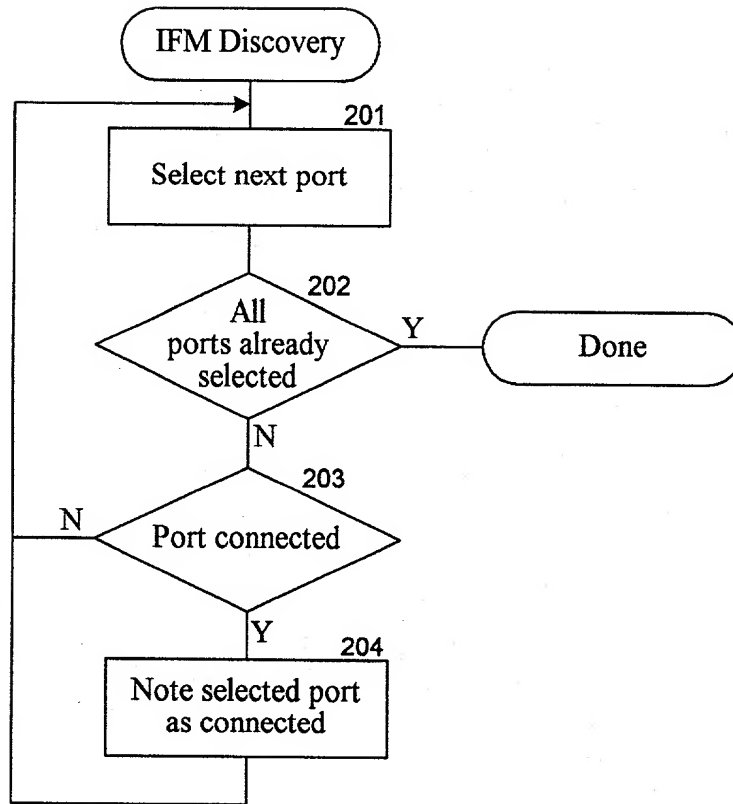 IFM Discovery
201
Select next port
202
All
ports already
selected
Y
Done
N
203
N
Port connected
Y
204
Note selected port
as connected